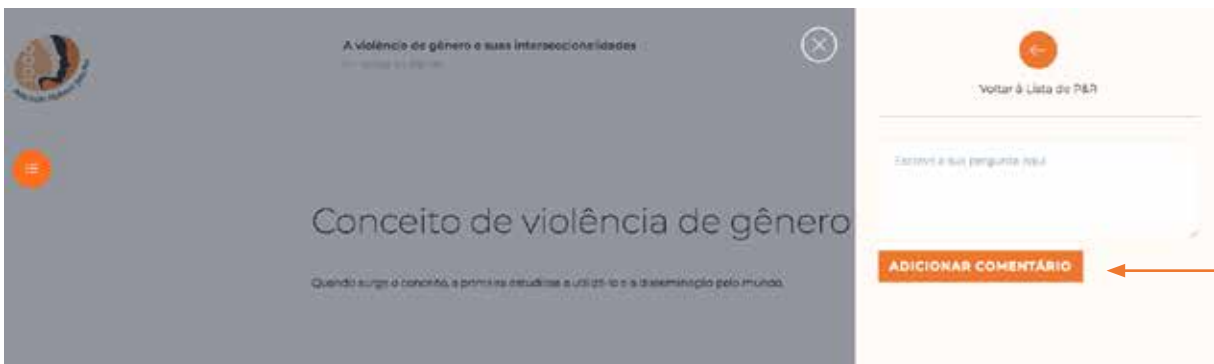 A violência de gênero e suas interseccionalidades
Conceito de violência de gênero
Quando surge o conceito, a primeira estudiosa a utilizá-lo e a disseminação pelo mundo.
Voltar à Lista de P&R
Escreva a sua pergunta aqui
ADICIONAR COMENTÁRIO